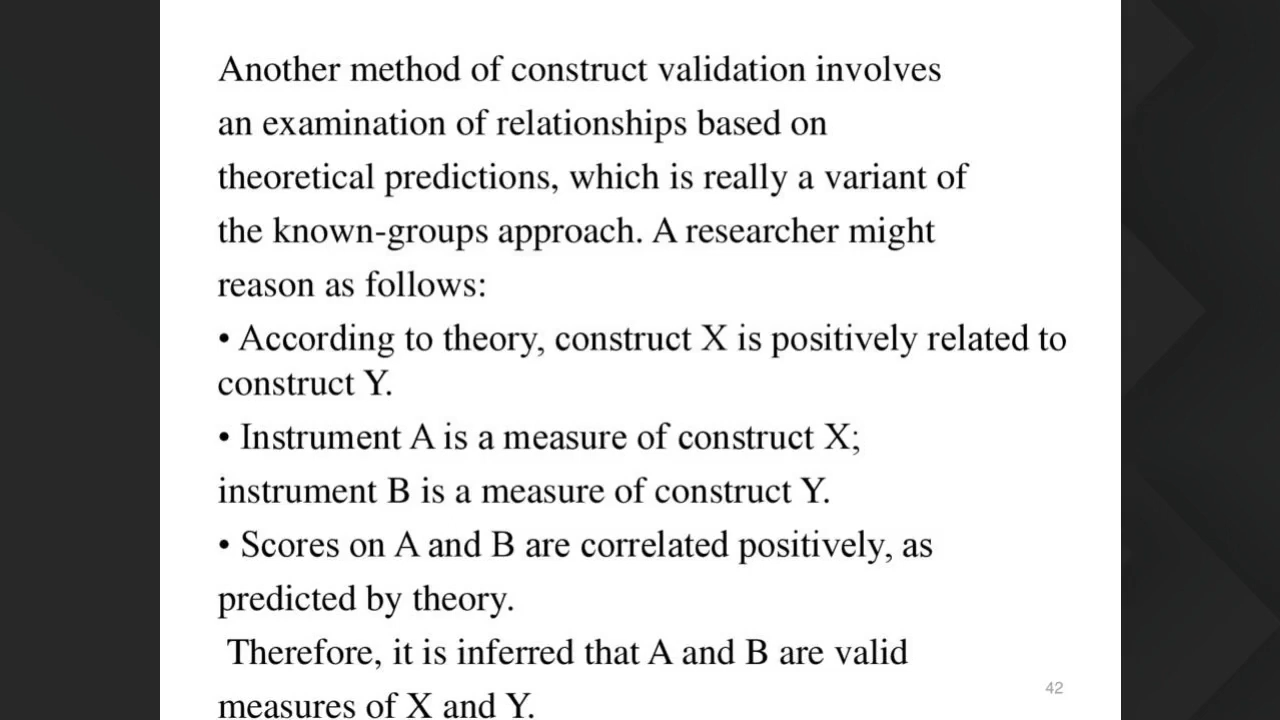 Another method of construct validation involves
an examination of relationships based on
theoretical predictions, which is really a variant of
the known-groups approach. A researcher might
reason as follows:
• According to theory, construct X is positively related to
construct Y.
• Instrument A is a measure of construct X;
instrument B is a measure of construct Y.
• Scores on A and B are correlated positively, as
predicted by theory.
Therefore, it is inferred that A and B are valid
measures of X and Y.
42